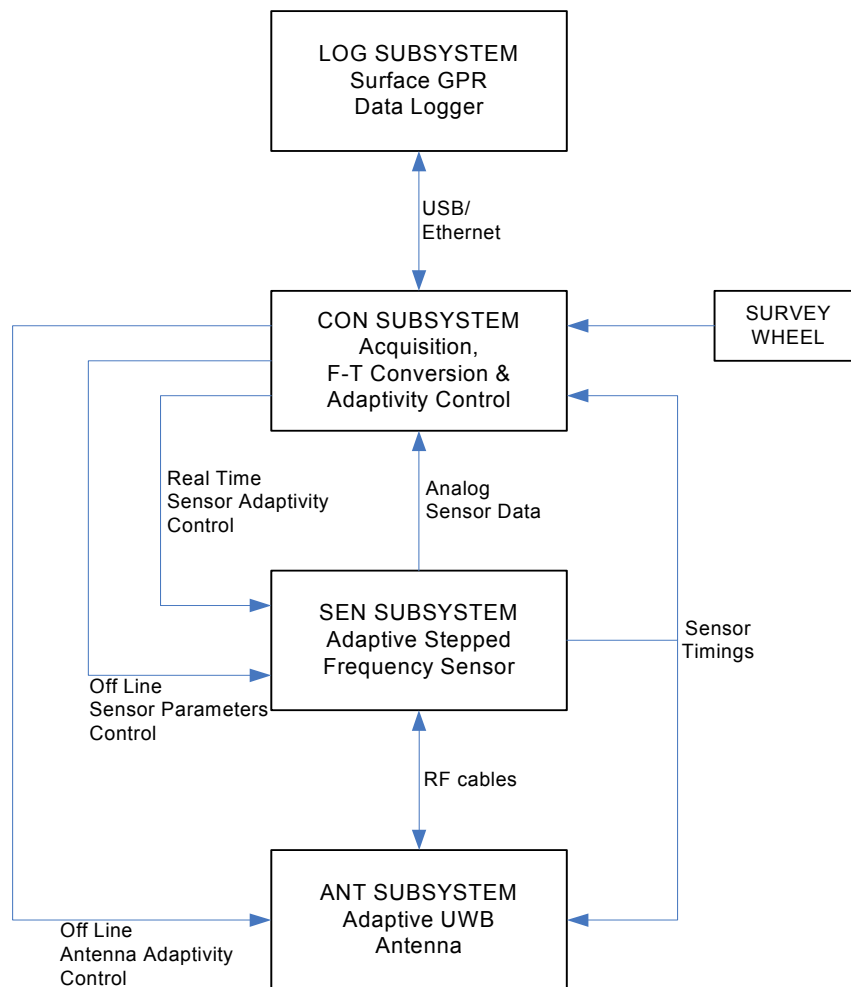 LOG SUBSYSTEM
Surface GPR
Data Logger
USB/
Ethernet
CON SUBSYSTEM
Acquisition,
F-T Conversion &
Adaptivity Control
SURVEY
WHEEL
Real Time
Sensor Adaptivity
Control
Analog
Sensor Data
SEN SUBSYSTEM
Adaptive Stepped
Frequency Sensor
Sensor
Timings
Off Line
Sensor Parameters
Control
RF cables
ANT SUBSYSTEM
Adaptive UWB
Antenna
Off Line
Antenna Adaptivity
Control